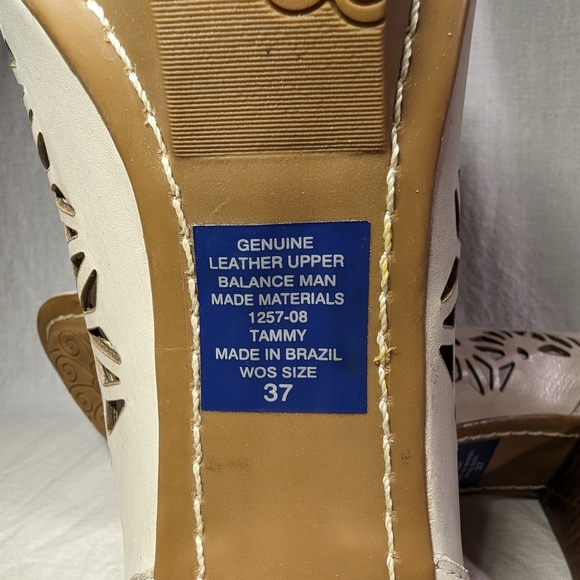 GENUINE
LEATHER UPPER
BALANCE MAN
MADE MATERIALS
1257-08
TAMMY
MADE IN BRAZIL
WOS SIZE
37